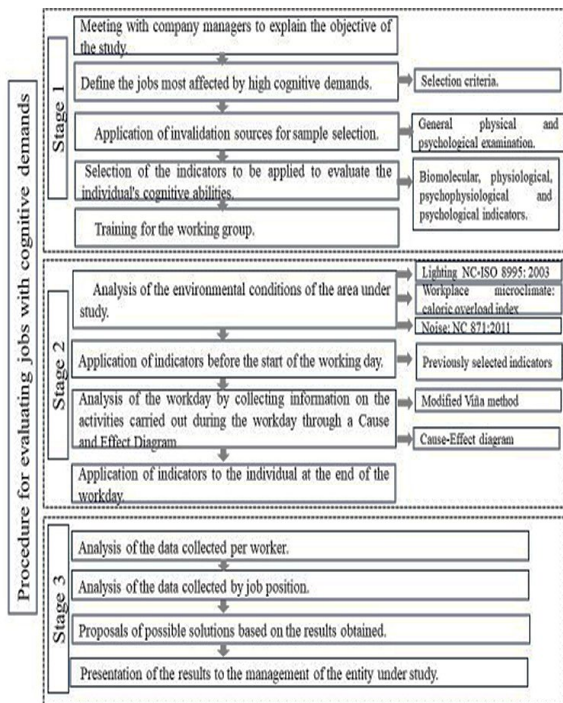 Procedure for evaluating jobs with cognitive demands
Stage 1
Meeting with company managers to explain the objective of
the study.
Define the jobs most affected by high cognitive demands.
Selection criteria.
Application of invalidation sources for sample selection.
General physical and
psychological examination.
Selection of the indicators to be applied to evaluate the
individual's cognitive abilities.
Biomolecular, physiological,
psychophysiological and
psychological indicators.
Training for the working group.
Stage 2
Analysis of the environmental conditions of the area under
study.
Lighting NC-ISO 8995: 2003
Workplace microclimate:
caloric overload index
Noise: NC 871:2011
Application of indicators before the start of the working day.
Previously selected indicators
Analysis of the workday by collecting information on the
activities carried out during the workday through a Cause
and Effect Diagram
Modified Viña method
Cause-Effect diagram
Application of indicators to the individual at the end of the
workday.
Stage 3
Analysis of the data collected per worker.
Analysis of the data collected by job position.
Proposals of possible solutions based on the results obtained.
Presentation of the results to the management of the entity under study.